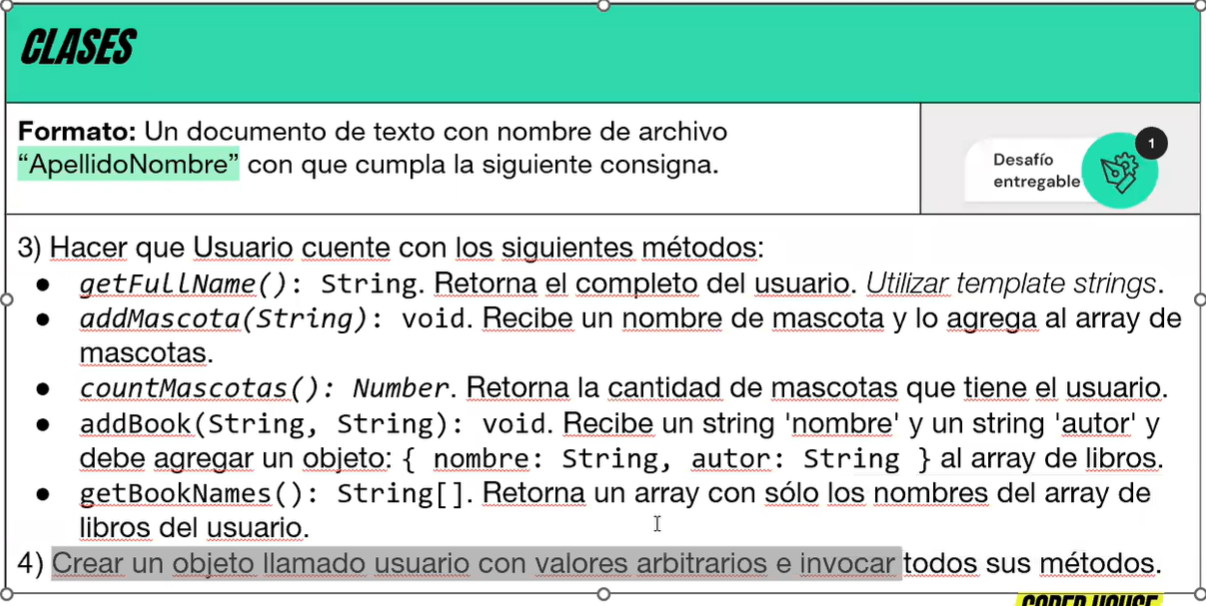 CLASES
Formato: Un documento de texto con nombre de archivo
“ApellidoNombre” con que cumpla la siguiente consigna.
Desafío
entregable
1
3) Hacer que Usuario cuente con los siguientes métodos:
● getFullName(): String. Retorna el completo del usuario. Utilizar template strings.
● addMascota(String): void. Recibe un nombre de mascota y lo agrega al array de
mascotas.
● countMascotas(): Number. Retorna la cantidad de mascotas que tiene el usuario.
● addBook(String, String): void. Recibe un string 'nombre' y un string 'autor' y
debe agregar un objeto: { nombre: String, autor: String } al array de libros.
● getBookNames(): String[]. Retorna un array con sólo los nombres del array de
libros del usuario.
4) Crear un objeto llamado usuario con valores arbitrarios e invocar todos sus métodos.
CODER HOUSE